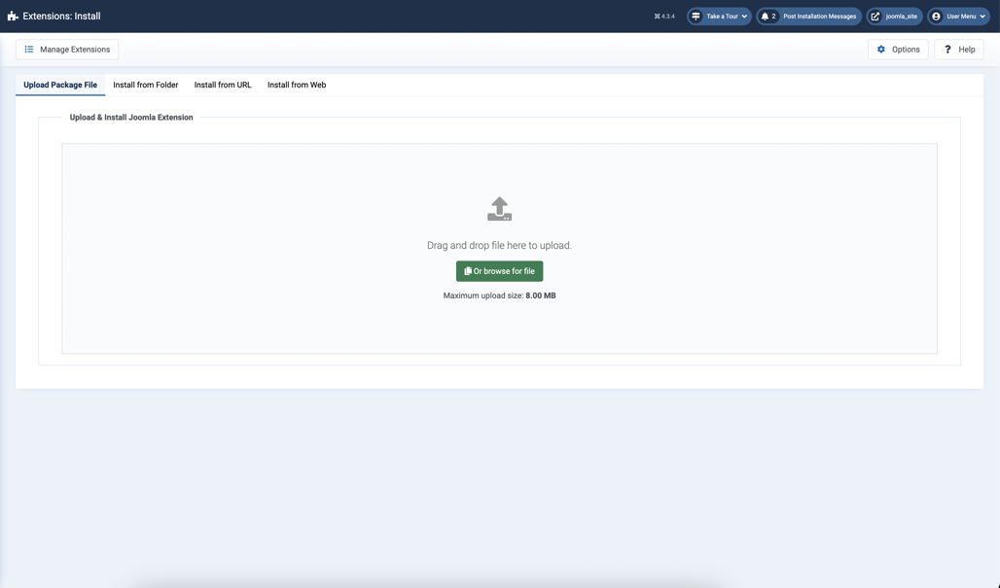 Extensions: Install
4.3.4
Take a Tour
2 Post Installation Messages
joomla_site
User Menu
Manage Extensions
Options
? Help
Upload Package File
Install from Folder
Install from URL
Install from Web
Upload & Install Joomla Extension
Drag and drop file here to upload.
Or browse for file
Maximum upload size: 8.00 MB